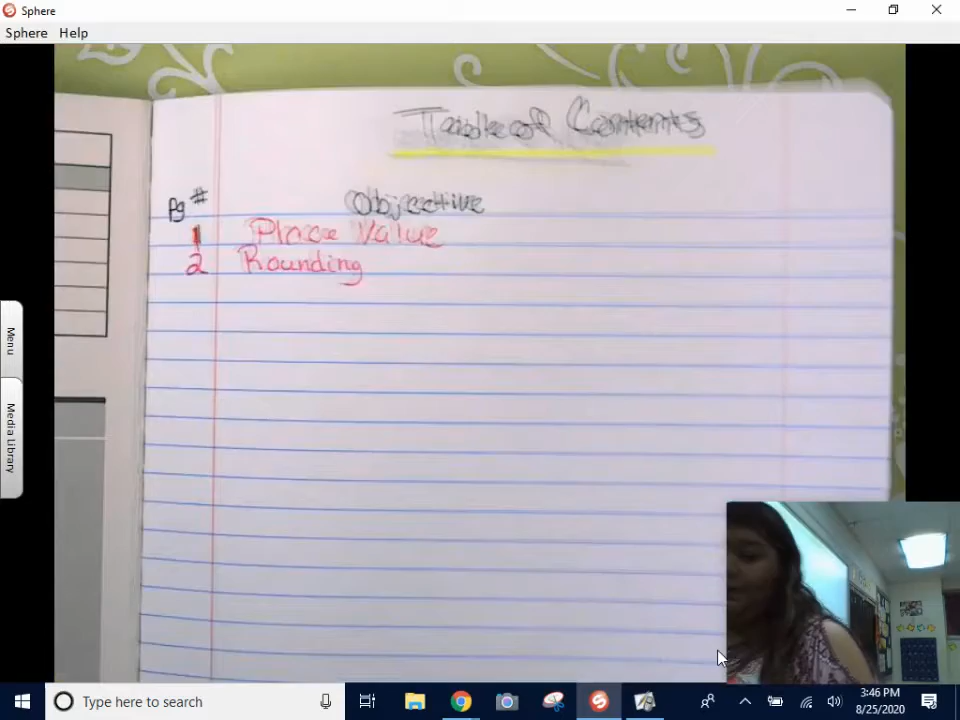 Sphere
Sphere Help
Table of Contents
Pg # Objective
1 Place Value
2 Rounding
Menu
Media Library
Type here to search
3:46 PM
8/25/2020